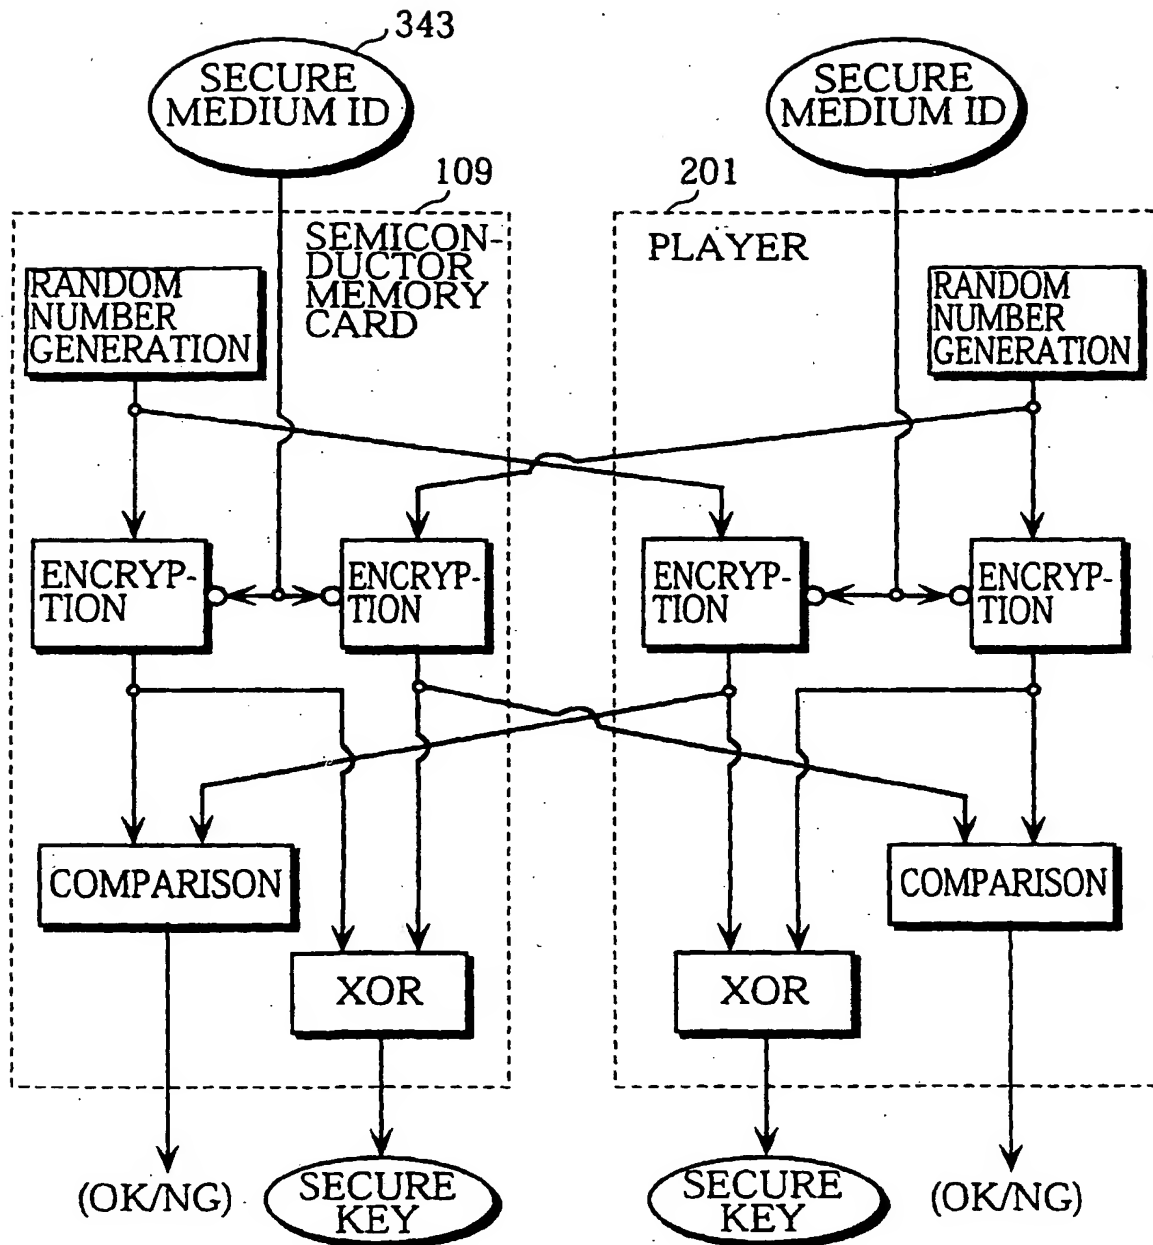 343
SECURE
MEDIUM ID
SECURE
MEDIUM ID
109
201
SEMICON-
DUCTOR
MEMORY
CARD
PLAYER
RANDOM
NUMBER
GENERATION
RANDOM
NUMBER
GENERATION
ENCRYP-
TION
ENCRYP-
TION
ENCRYP-
TION
ENCRYP-
TION
COMPARISON
COMPARISON
XOR
XOR
(OK/NG)
SECURE
KEY
SECURE
KEY
(OK/NG)